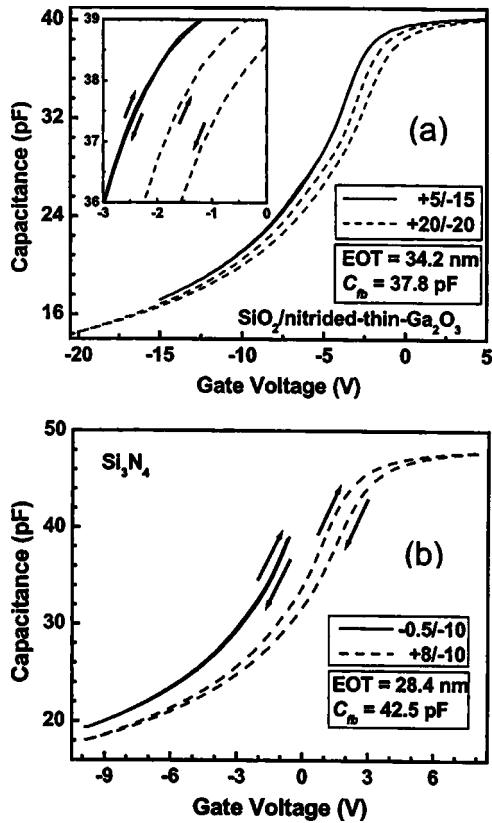 40
32
24
16
Capacitance (pF)
39
38
37
36
-3 -2 -1 0
(a)
+5/-15
+20/-20
EOT = 34.2 nm
Cfb = 37.8 pF
SiO2/nitrided-thin-Ga2O3
-20 -15 -10 -5 0 5
Gate Voltage (V)
50
40
30
20
Capacitance (pF)
Si3N4
(b)
-0.5/-10
+8/-10
EOT = 28.4 nm
Cfb = 42.5 pF
-9 -6 -3 0 3 6
Gate Voltage (V)